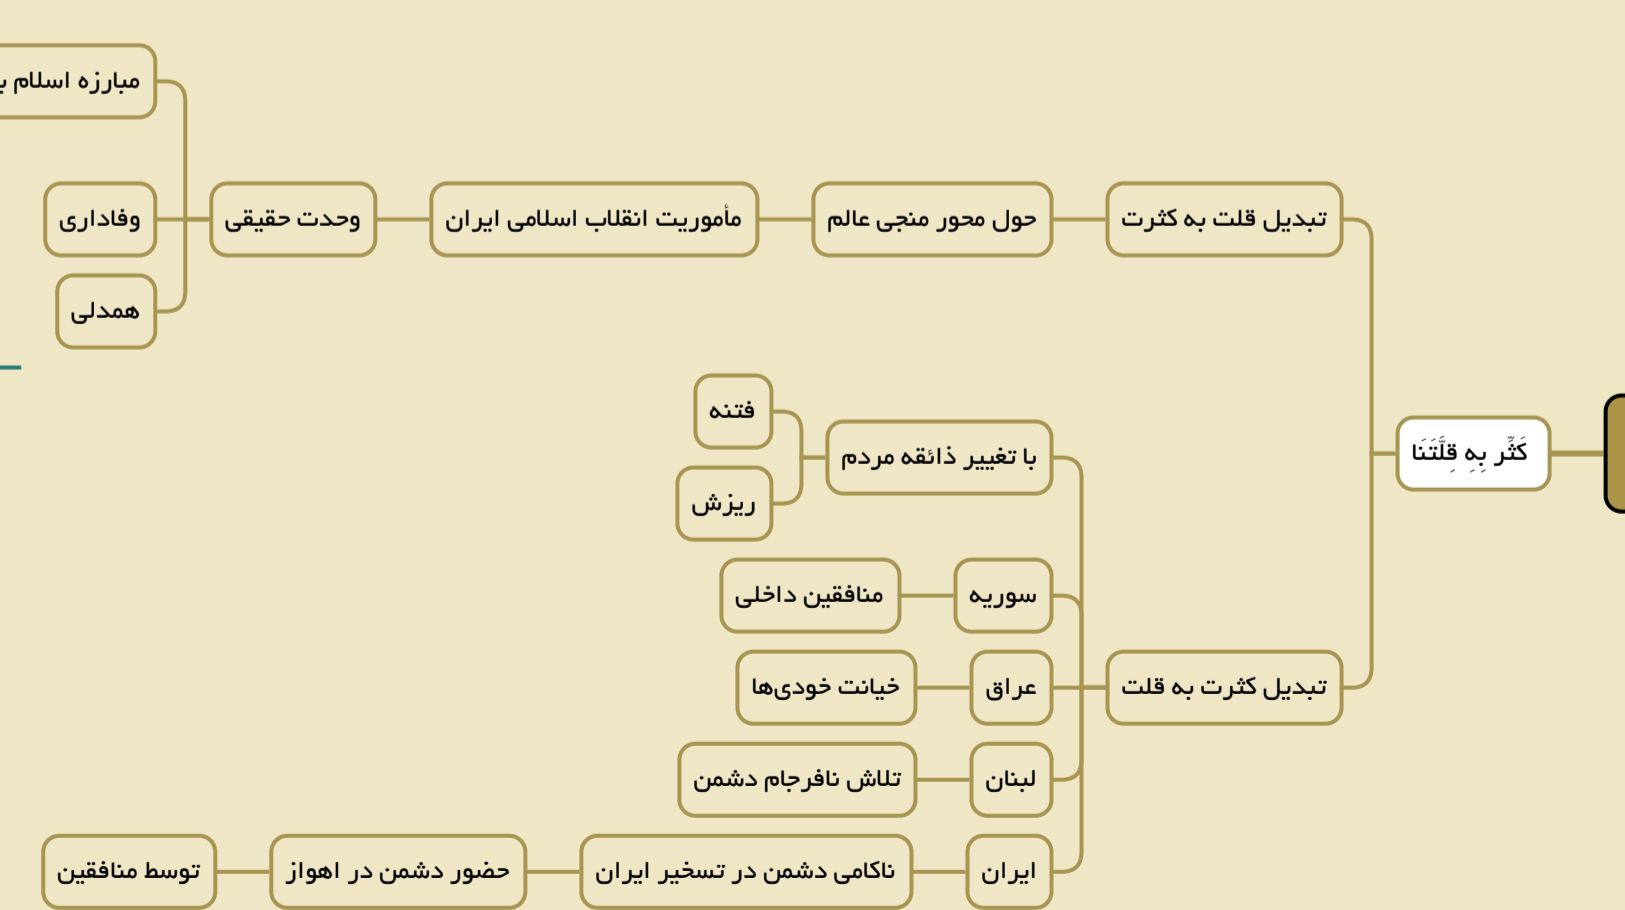 كَثِّر بِهِ قِلَّتَنَا
تبدیل قلت به کثرت
حول محور منجی عالم
مأموریت انقلاب اسلامی ایران
وحدت حقیقی
مبارزه اسلام
وفاداری
همدلی
تبدیل کثرت به قلت
با تغییر ذائقه مردم
فتنه
ریزش
سوریه
منافقین داخلی
عراق
خیانت خودی‌ها
لبنان
تلاش نافرجام دشمن
ایران
ناکامی دشمن در تسخیر ایران
حضور دشمن در اهواز
توسط منافقین